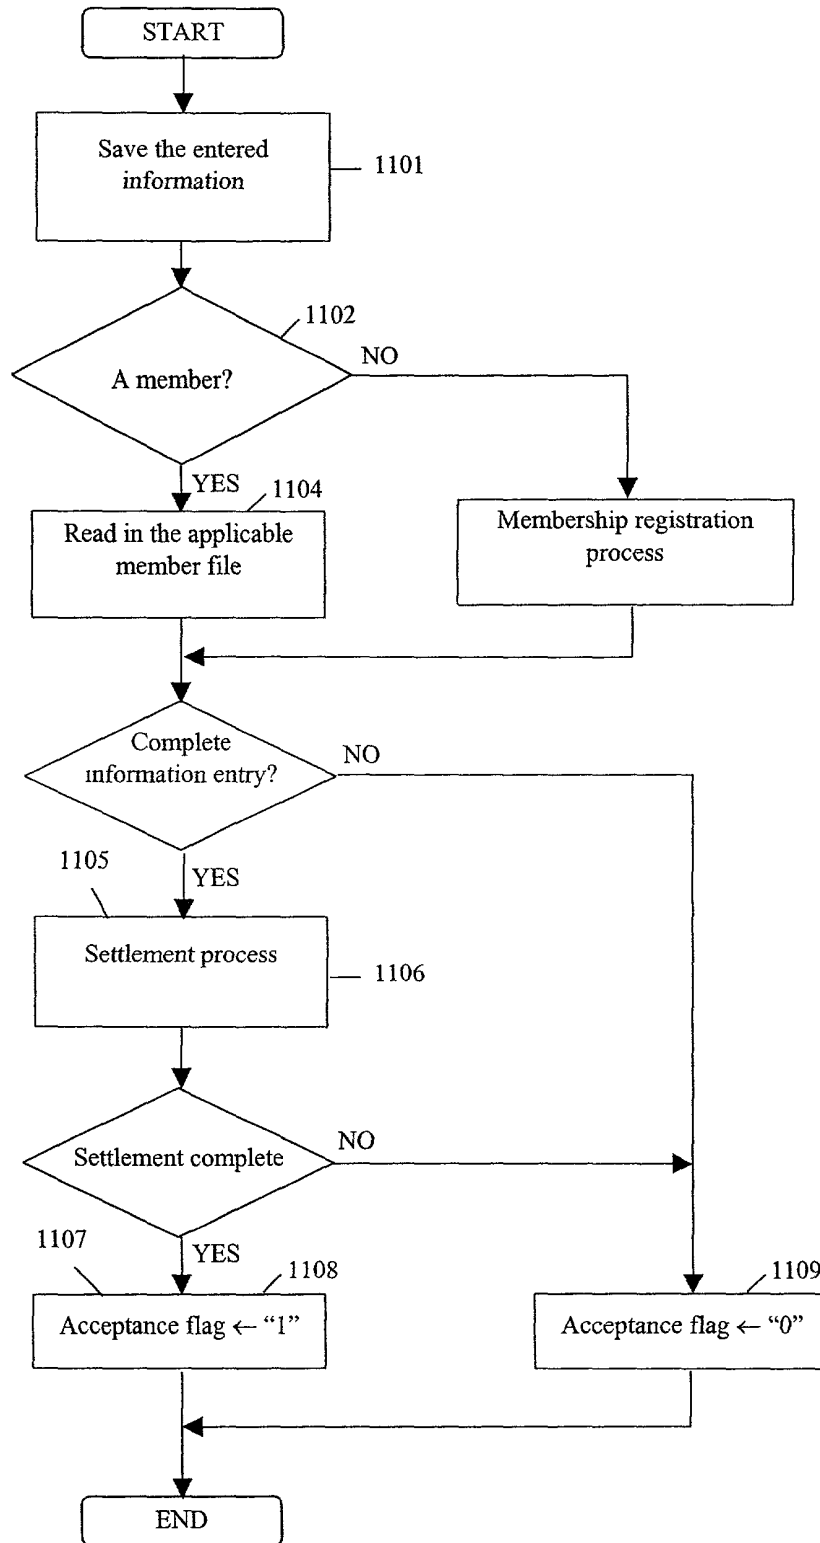 START
Save the entered
information
1101
1102
A member?
NO
YES
1104
Read in the applicable
member file
Membership registration
process
Complete
information entry?
NO
1105
YES
Settlement process
1106
Settlement complete
NO
1107
YES
1108
1109
Acceptance flag ← “1”
Acceptance flag ← “0”
END